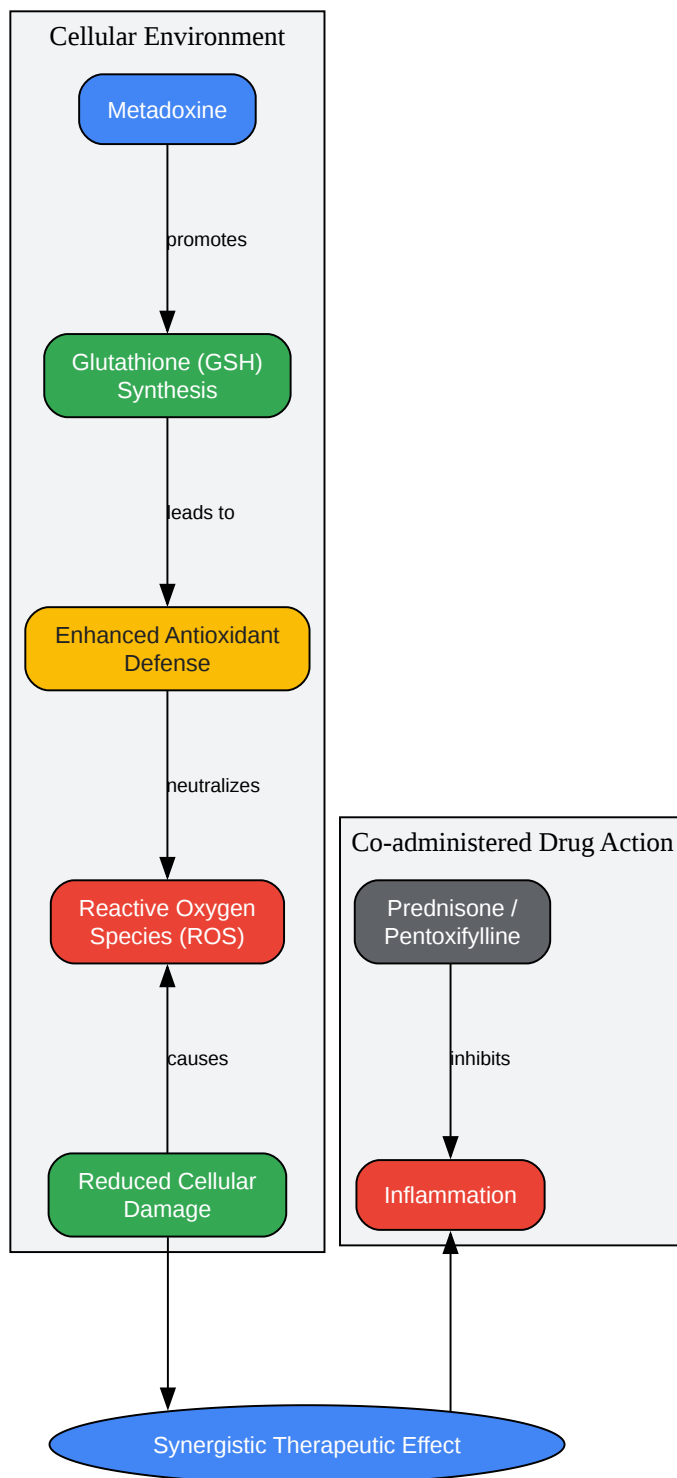 Cellular Environment
Metadoxine
promotes
Glutathione (GSH)
Synthesis
leads to
Enhanced Antioxidant
Defense
neutralizes
Reactive Oxygen
Species (ROS)
causes
Reduced Cellular
Damage
Co-administered Drug Action
Prednisone /
Pentoxifylline
inhibits
Inflammation
Synergistic Therapeutic Effect